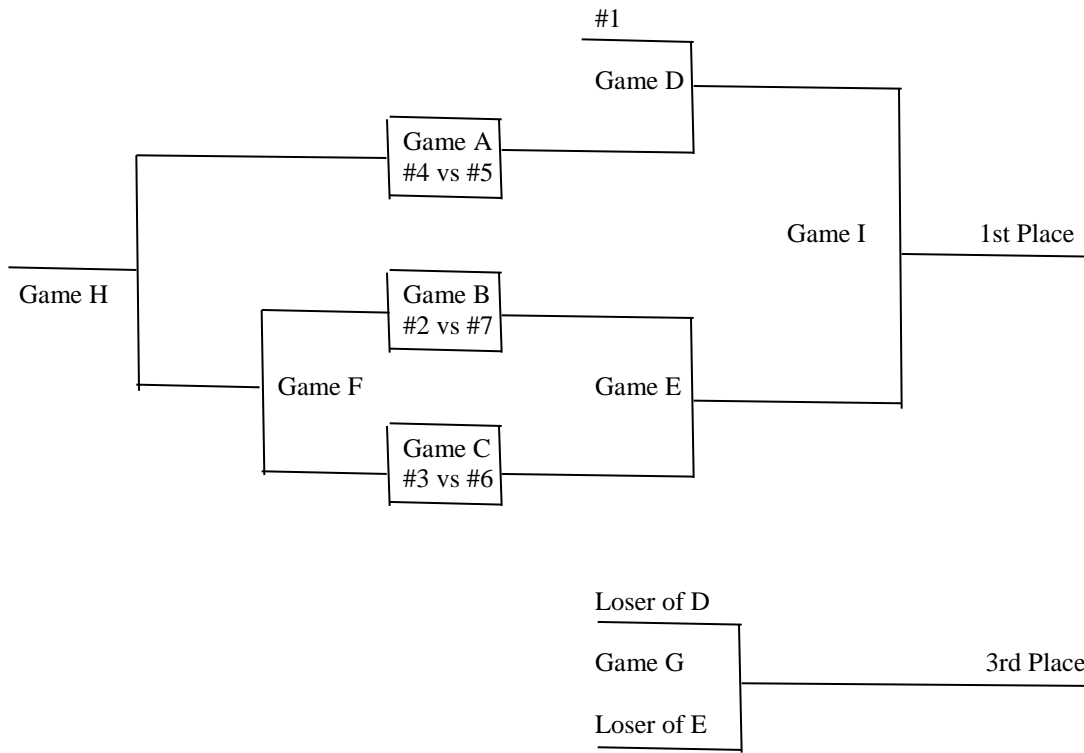 #1
Game D
Game A
#4 vs #5
Game I
1st Place
Game H
Game B
#2 vs #7
Game F
Game E
Game C
#3 vs #6
Loser of D
Game G
3rd Place
Loser of E